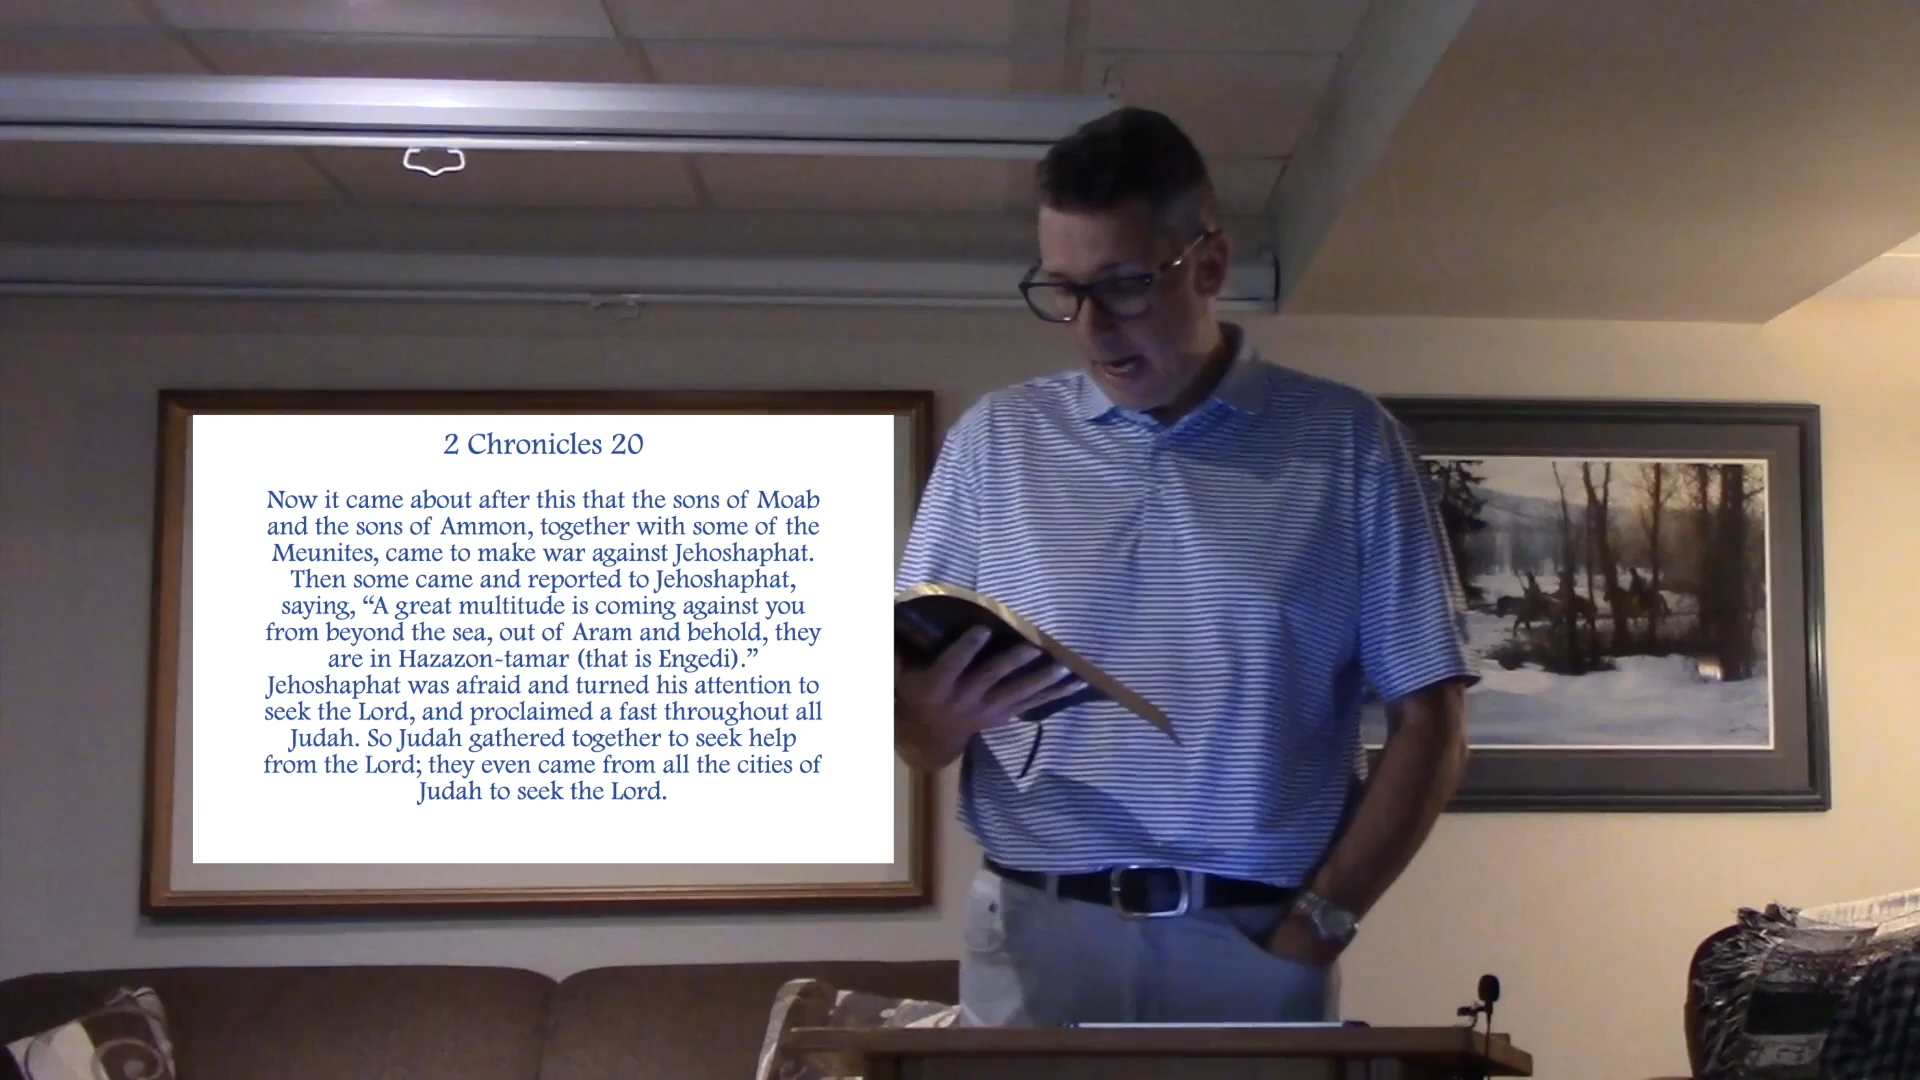 2 Chronicles 20
Now it came about after this that the sons of Moab
and the sons of Ammon, together with some of the
Meunites, came to make war against Jehoshaphat.
Then some came and reported to Jehoshaphat,
saying, “A great multitude is coming against you
from beyond the sea, out of Aram and behold, they
are in Hazazon-tamar (that is Engedi).”
Jehoshaphat was afraid and turned his attention to
seek the Lord, and proclaimed a fast throughout all
Judah. So Judah gathered together to seek help
from the Lord; they even came from all the cities of
Judah to seek the Lord.